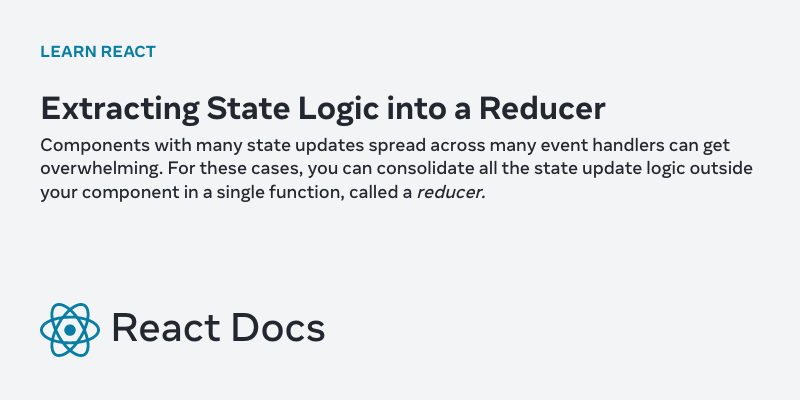 LEARN REACT
Extracting State Logic into a Reducer
Components with many state updates spread across many event handlers can get
overwhelming. For these cases, you can consolidate all the state update logic outside
your component in a single function, called a reducer.
React Docs